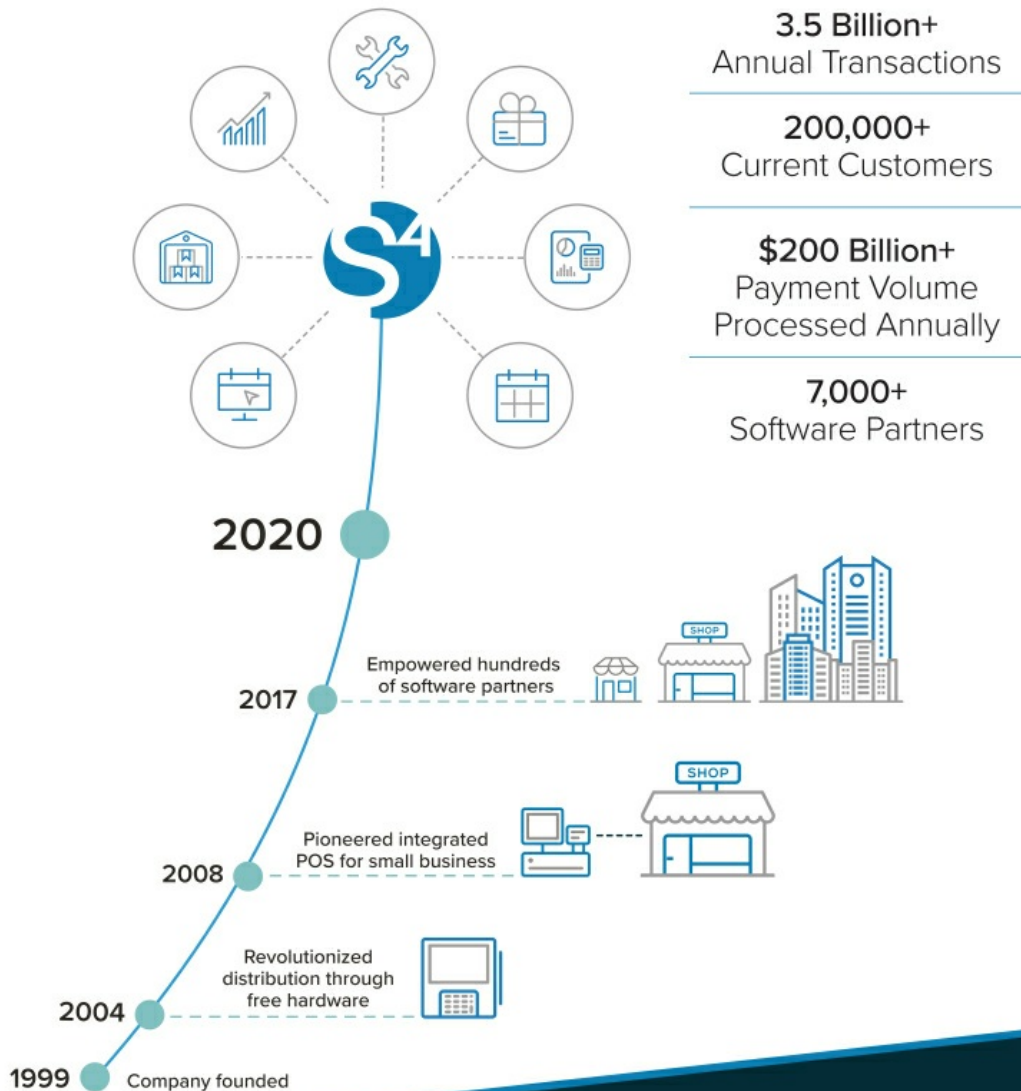 3.5 Billion+
Annual Transactions
200,000+
Current Customers
$200 Billion+
Payment Volume
Processed Annually
7,000+
Software Partners
S4
2020
SHOP
Empowered hundreds
of software partners
2017
SHOP
Pioneered integrated
POS for small business
2008
Revolutionized
distribution through
free hardware
2004
1999 Company founded